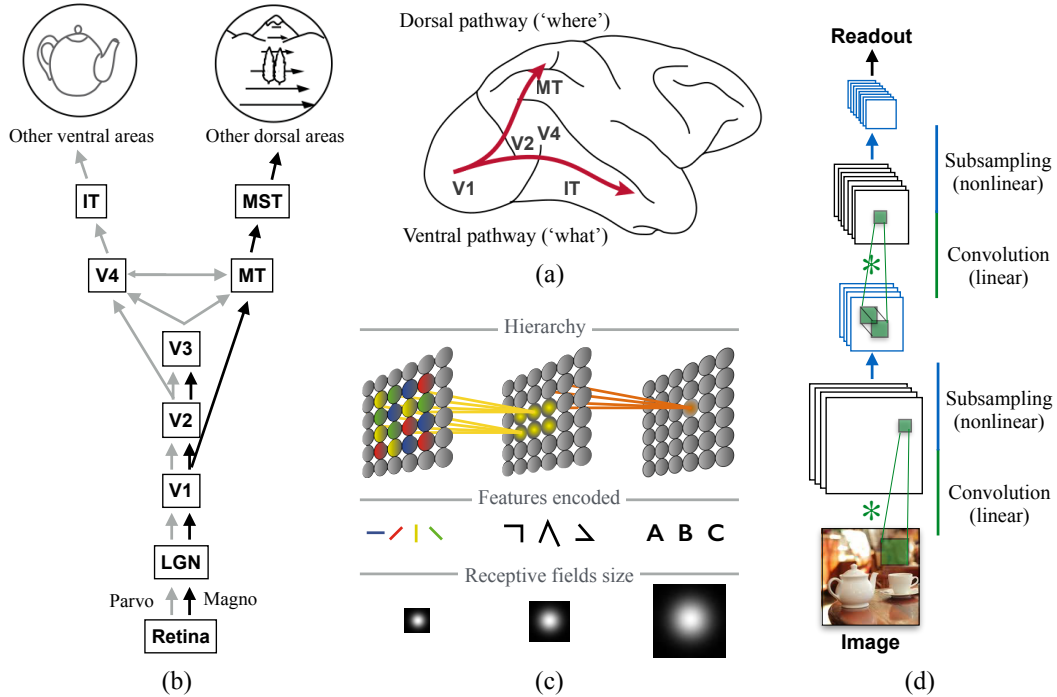 Other ventral areas
Other dorsal areas
IT
MST
V4
MT
V3
V2
V1
LGN
Parvo
Magno
Retina
(b)
Dorsal pathway (‘where’)
MT
V2
V4
V1
IT
Ventral pathway (‘what’)
(a)
Hierarchy
Features encoded
A B C
Receptive fields size
(c)
Readout
Subsampling
(nonlinear)
*
Convolution
(linear)
Subsampling
(nonlinear)
*
Convolution
(linear)
Image
(d)